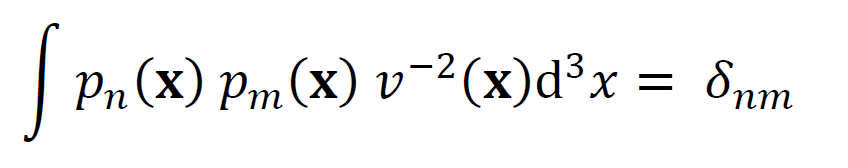 ∫ pₙ(𝐱) pₘ(𝐱) v⁻²(𝐱)d³x = δₙₘ